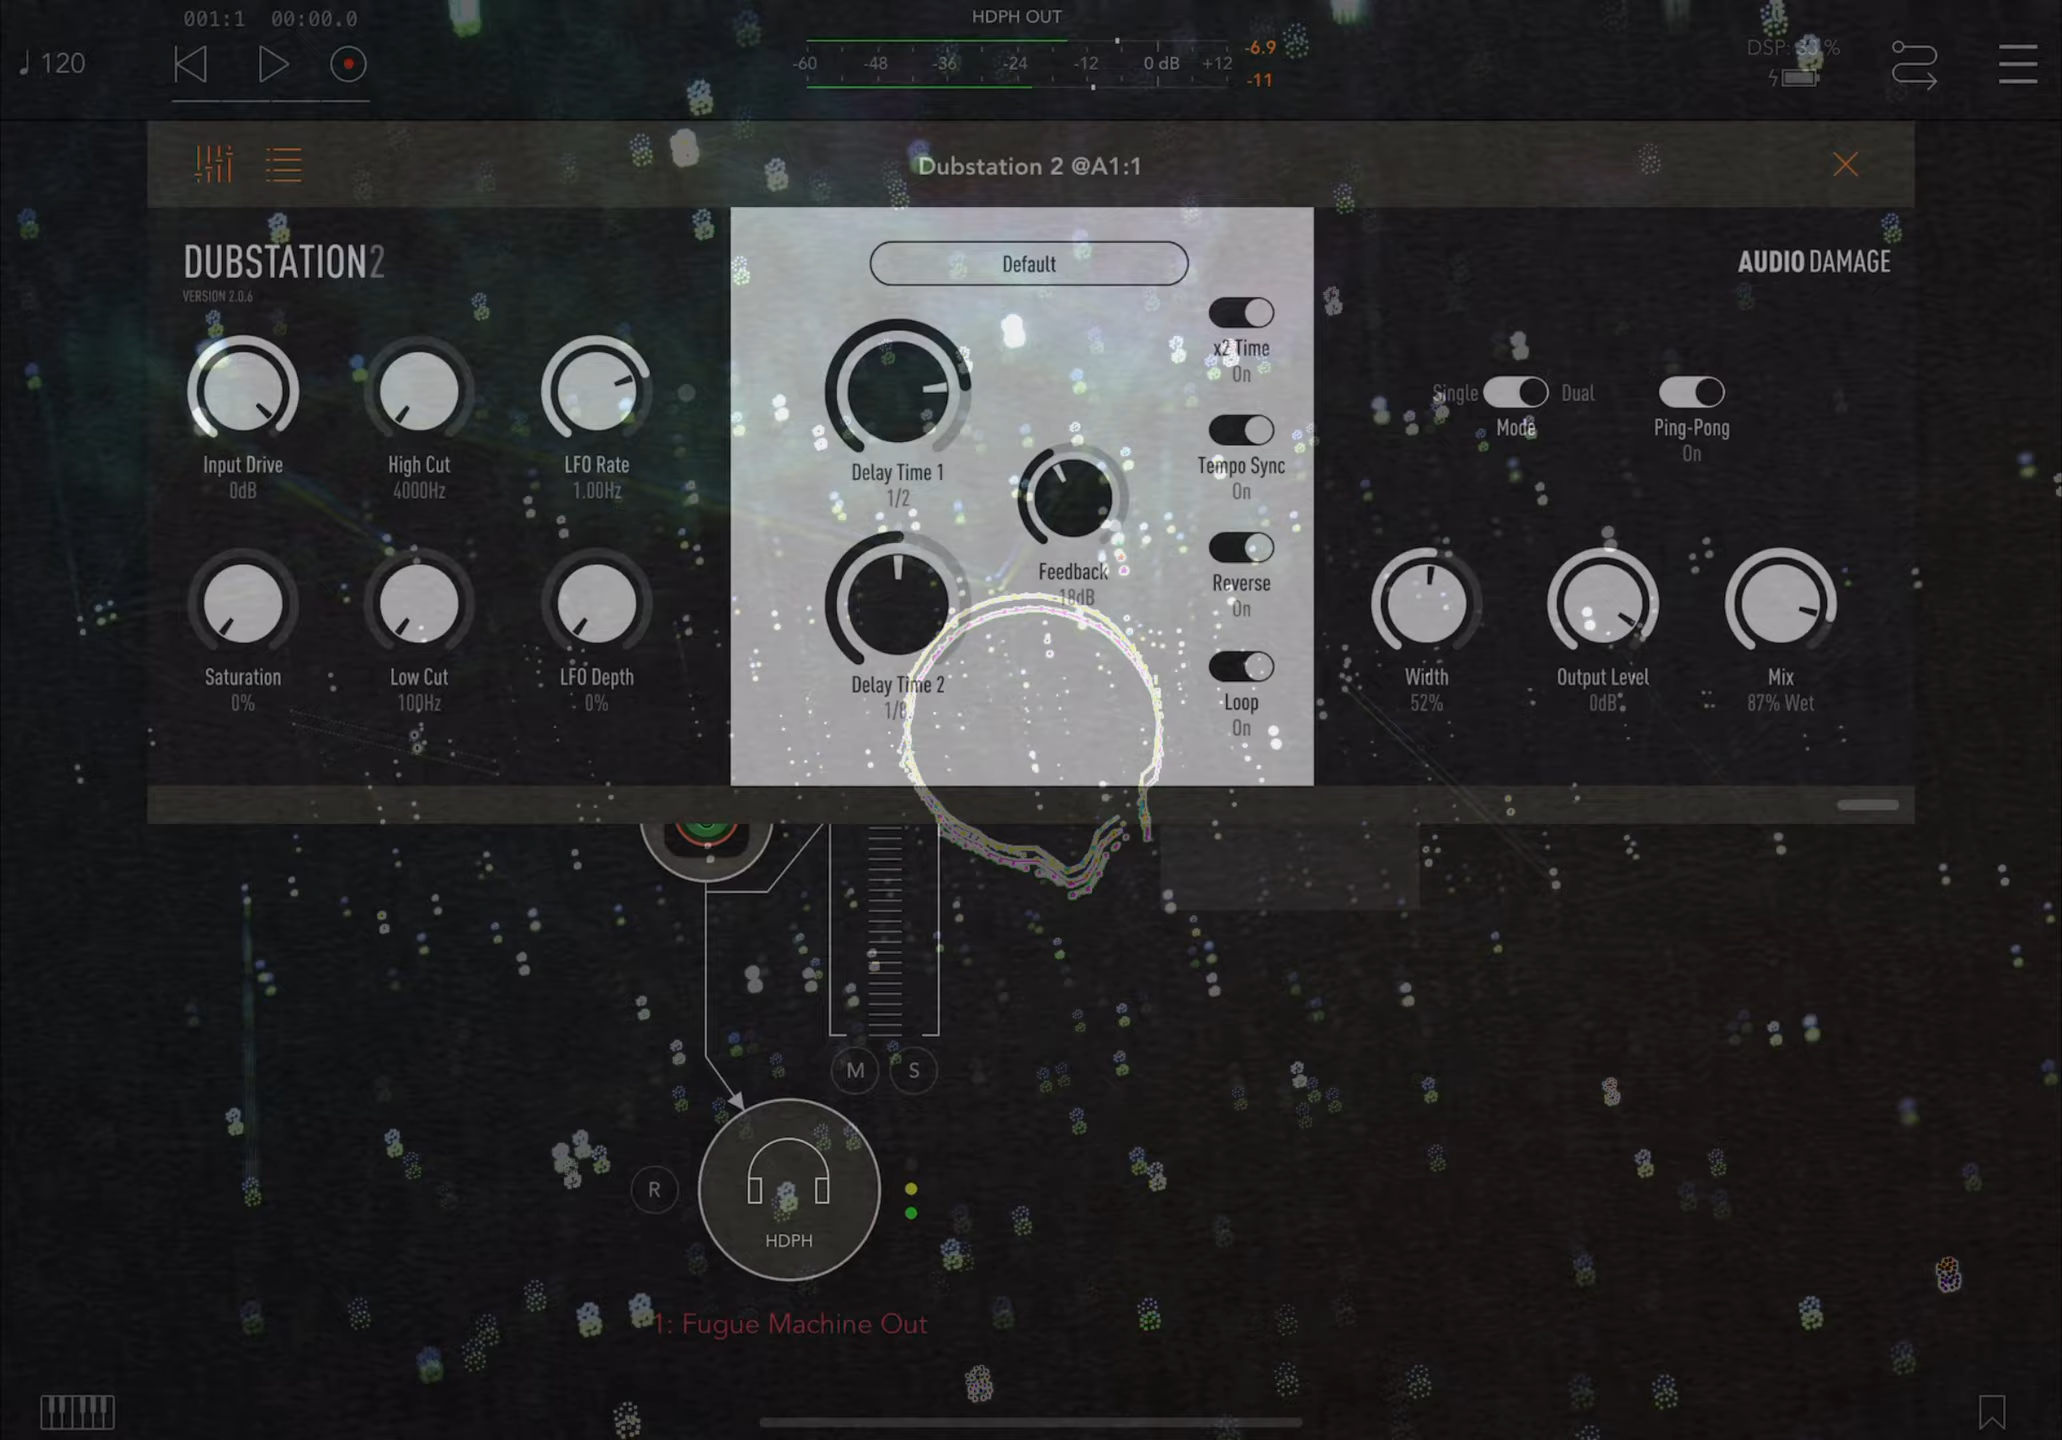 001:1 00:00.0
HDPH OUT
120
-60 -48 -36 -24 -12 0 dB +12
-6.9
-11
DSP: %
Dubstation 2 @A1:1
DUBSTATION2
VERSION 2.0.6
Default
AUDIO DAMAGE
Input Drive
0dB
High Cut
4000Hz
LFO Rate
1.00Hz
Saturation
0%
Low Cut
100Hz
LFO Depth
0%
Delay Time 1
1/2
Feedback
-18dB
Delay Time 2
1/8
x2 Time
On
Tempo Sync
On
Reverse
On
Loop
On
Single Dual
Mode
Ping-Pong
On
Width
52%
Output Level
0dB
Mix
87% Wet
M S
R
HDPH
1: Fugue Machine Out